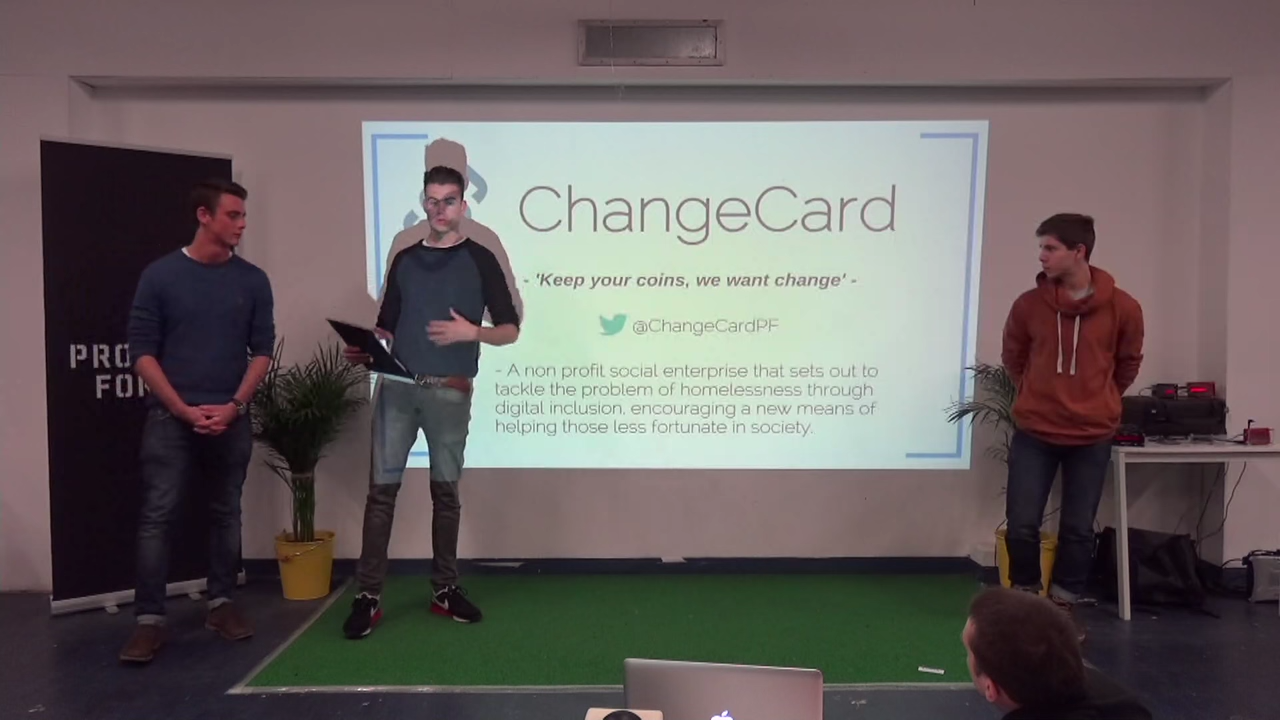 ChangeCard
- 'Keep your coins, we want change' -
@ChangeCardPF
- A non profit social enterprise that sets out to
tackle the problem of homelessness through
digital inclusion, encouraging a new means of
helping those less fortunate in society.
PRO
FOR